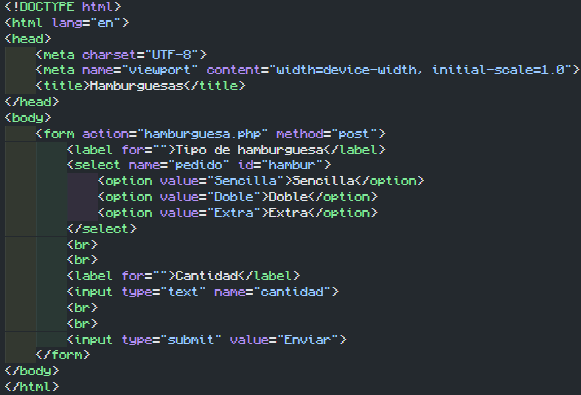 <!DOCTYPE html>
<html lang="en">
<head>
    <meta charset="UTF-8">
    <meta name="viewport" content="width=device-width, initial-scale=1.0">
    <title>Hamburguesas</title>
</head>
<body>
    <form action="hamburguesa.php" method="post">
        <label for="">Tipo de hamburguesa</label>
        <select name="pedido" id="hambur">
            <option value="Sencilla">Sencilla</option>
            <option value="Doble">Doble</option>
            <option value="Extra">Extra</option>
        </select>
        <br>
        <br>
        <label for="">Cantidad</label>
        <input type="text" name="cantidad">
        <br>
        <br>
        <input type="submit" value="Enviar">
    </form>
</body>
</html>